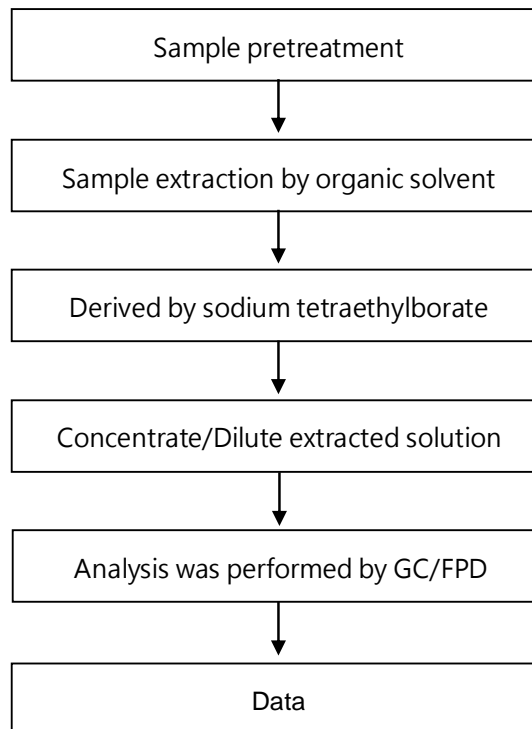 Sample pretreatment
Sample extraction by organic solvent
Derived by sodium tetraethylborate
Concentrate/Dilute extracted solution
Analysis was performed by GC/FPD
Data